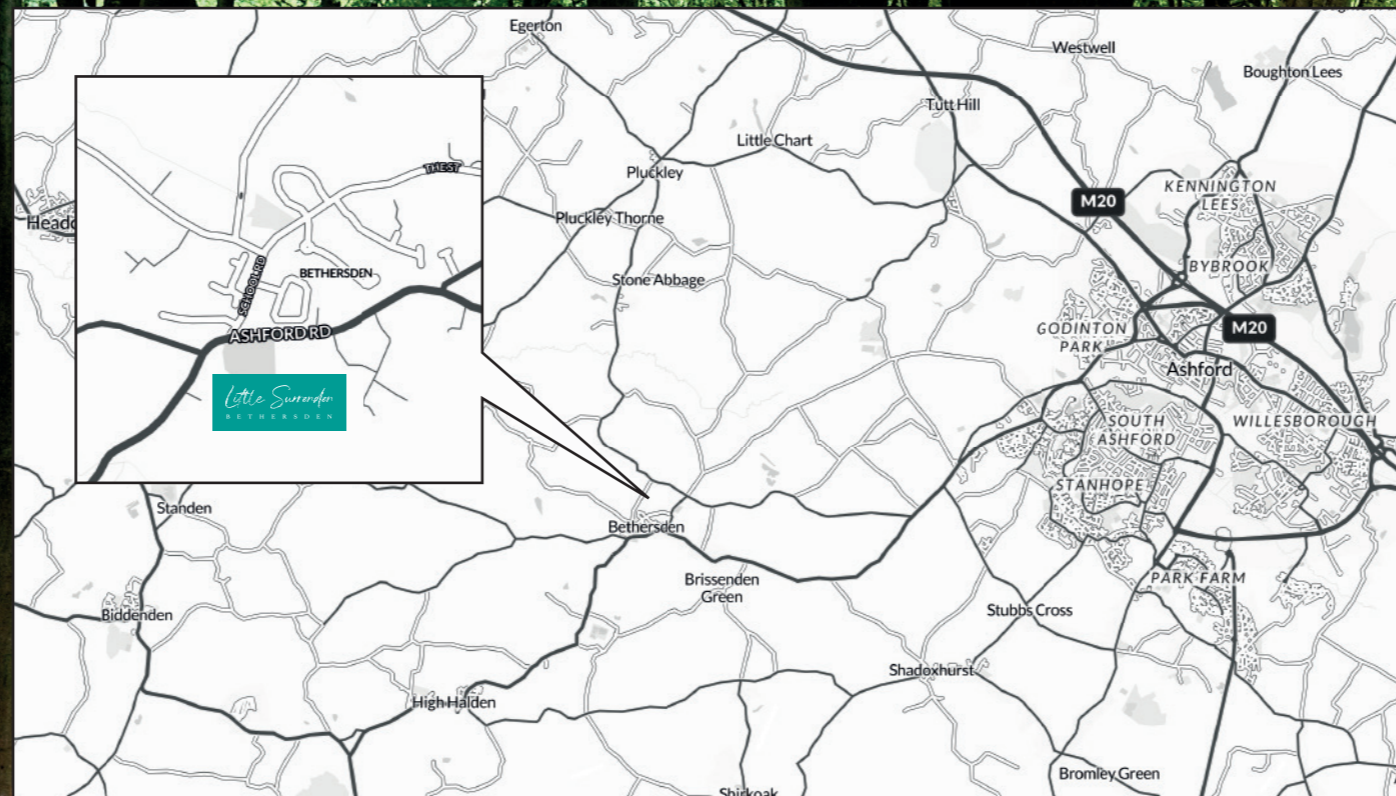 Egerton
Westwell
Boughton Lees
Tutt Hill
Little Chart
Pluckley
KENNINGTON
LEES
M20
Pluckley Thorne
BYBROOK
Stone Abbage
GODINTON
PARK
M20
Ashford
SOUTH
ASHFORD
WILLESBOROUGH
STANHOPE
THE ST
SCHOOL RD
BETHERSDEN
ASHFORD RD
Little Surrenden
BETHERSDEN
Standen
Bethersden
Brissenden
Green
PARK FARM
Biddenden
Stubbs Cross
Shadoxhurst
High Halden
Bromley Green